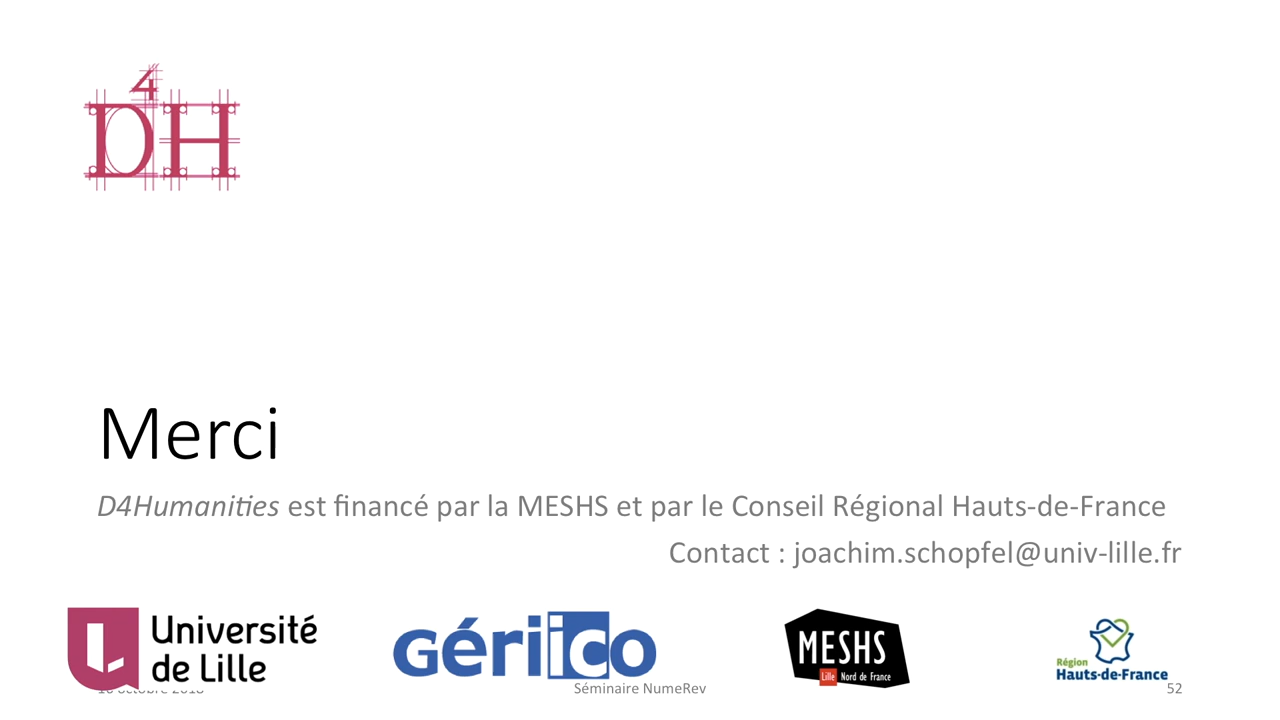 D4H
Merci
D4Humanities est financé par la MESHS et par le Conseil Régional Hauts-de-France
Contact : joachim.schopfel@univ-lille.fr
Université
de Lille
gériico
MESHS
Lille Nord de France
Région
Hauts-de-France
octobre
Séminaire NumeRev
52